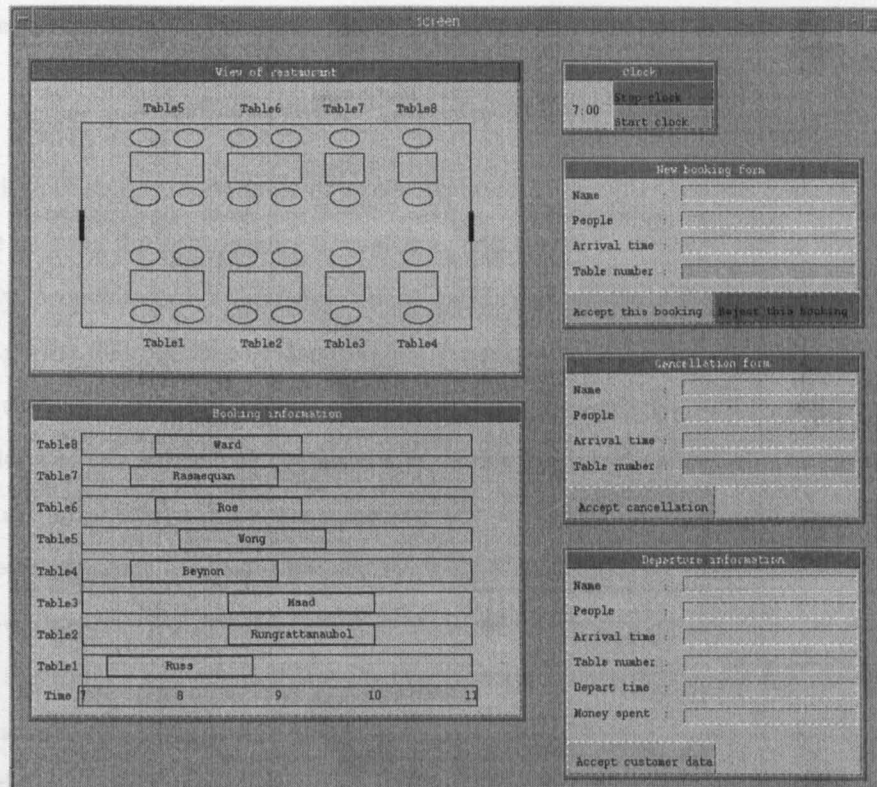 screen
View of restaurant
Table5 Table6 Table7 Table8
Table1 Table2 Table3 Table4
Booking information
Table8 Ward
Table7 Rasmequan
Table6 Roe
Table5 Wong
Table4 Beynon
Table3 Maad
Table2 Rungrattanaubol
Table1 Russ
Time 7 8 9 10 11
Clock
7:00
Stop clock
Start clock
New booking form
Name :
People :
Arrival time :
Table number :
Accept this booking Reject this booking
Cancellation form
Name :
People :
Arrival time :
Table number :
Accept cancellation
Departure information
Name :
People :
Arrival time :
Table number :
Depart time :
Money spent :
Accept customer data